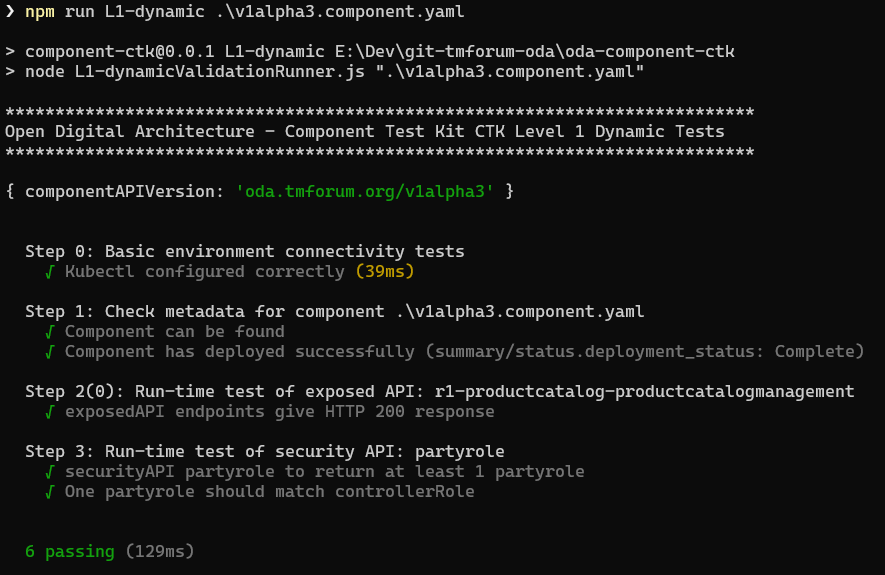 ❯ npm run L1-dynamic .\v1alpha3.component.yaml
> component-ctk@0.0.1 L1-dynamic E:\Dev\git-tmforum-oda\oda-component-ctk
> node L1-dynamicValidationRunner.js ".\v1alpha3.component.yaml"
***************************************************************************
Open Digital Architecture - Component Test Kit CTK Level 1 Dynamic Tests
***************************************************************************
{ componentAPIVersion: 'oda.tmforum.org/v1alpha3' }
Step 0: Basic environment connectivity tests
√ Kubectl configured correctly (39ms)
Step 1: Check metadata for component .\v1alpha3.component.yaml
√ Component can be found
√ Component has deployed successfully (summary/status.deployment_status: Complete)
Step 2(0): Run-time test of exposed API: r1-productcatalog-productcatalogmanagement
√ exposedAPI endpoints give HTTP 200 response
Step 3: Run-time test of security API: partyrole
√ securityAPI partyrole to return at least 1 partyrole
√ One partyrole should match controllerRole
6 passing (129ms)